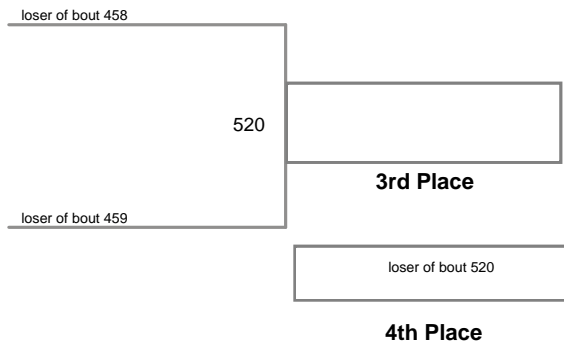 loser of bout 458
520
3rd Place
loser of bout 459
loser of bout 520
4th Place